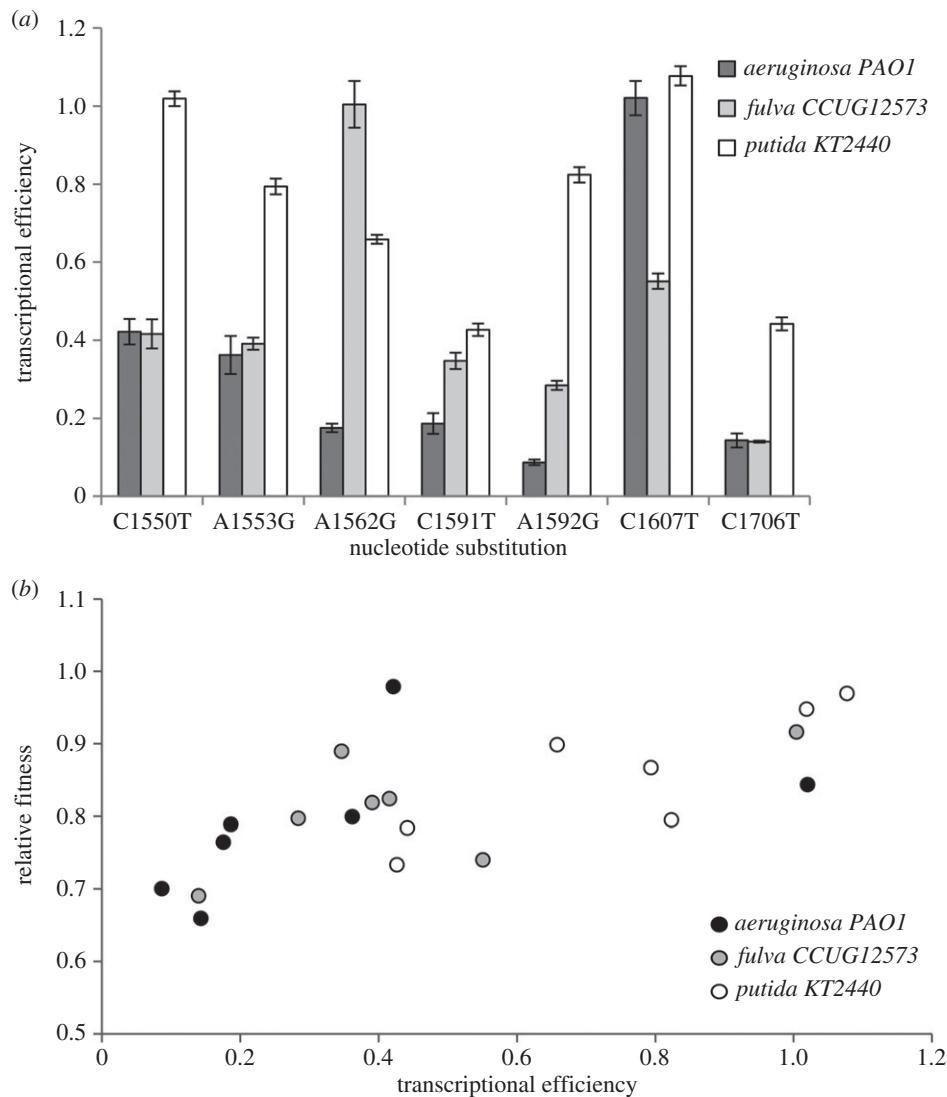 (a)
1.2
1.0
0.8
0.6
0.4
0.2
0
transcriptional efficiency
aeruginosa PAO1
fulva CCUG12573
putida KT2440
C1550T A1553G A1562G C1591T A1592G C1607T C1706T
nucleotide substitution
(b)
1.1
1.0
0.9
0.8
0.7
0.6
0.5
relative fitness
aeruginosa PAO1
fulva CCUG12573
putida KT2440
0 0.2 0.4 0.6 0.8 1.0 1.2
transcriptional efficiency